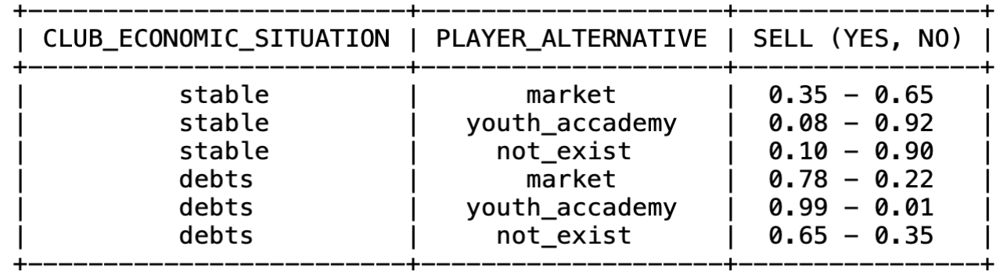 +-------------------------+--------------------+----------------+
| CLUB_ECONOMIC_SITUATION | PLAYER_ALTERNATIVE | SELL (YES, NO) |
+-------------------------+--------------------+----------------+
| stable | market | 0.35 - 0.65 |
| stable | youth_accademy | 0.08 - 0.92 |
| stable | not_exist | 0.10 - 0.90 |
| debts | market | 0.78 - 0.22 |
| debts | youth_accademy | 0.99 - 0.01 |
| debts | not_exist | 0.65 - 0.35 |
+-------------------------+--------------------+----------------+